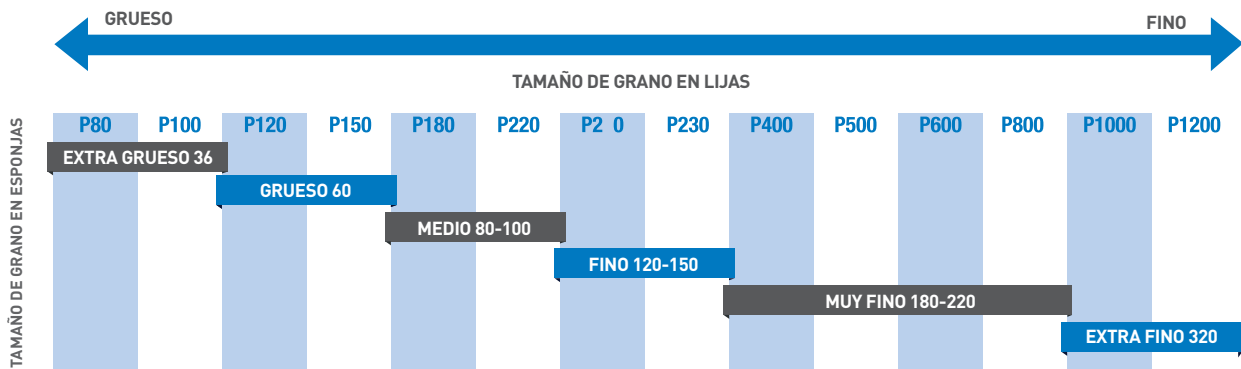 GRUESO
FINO
TAMAÑO DE GRANO EN LIJAS
P80 P100 P120 P150 P180 P220 P2 0 P230 P400 P500 P600 P800 P1000 P1200
TAMAÑO DE GRANO EN ESPONJAS
EXTRA GRUESO 36
GRUESO 60
MEDIO 80-100
FINO 120-150
MUY FINO 180-220
EXTRA FINO 320